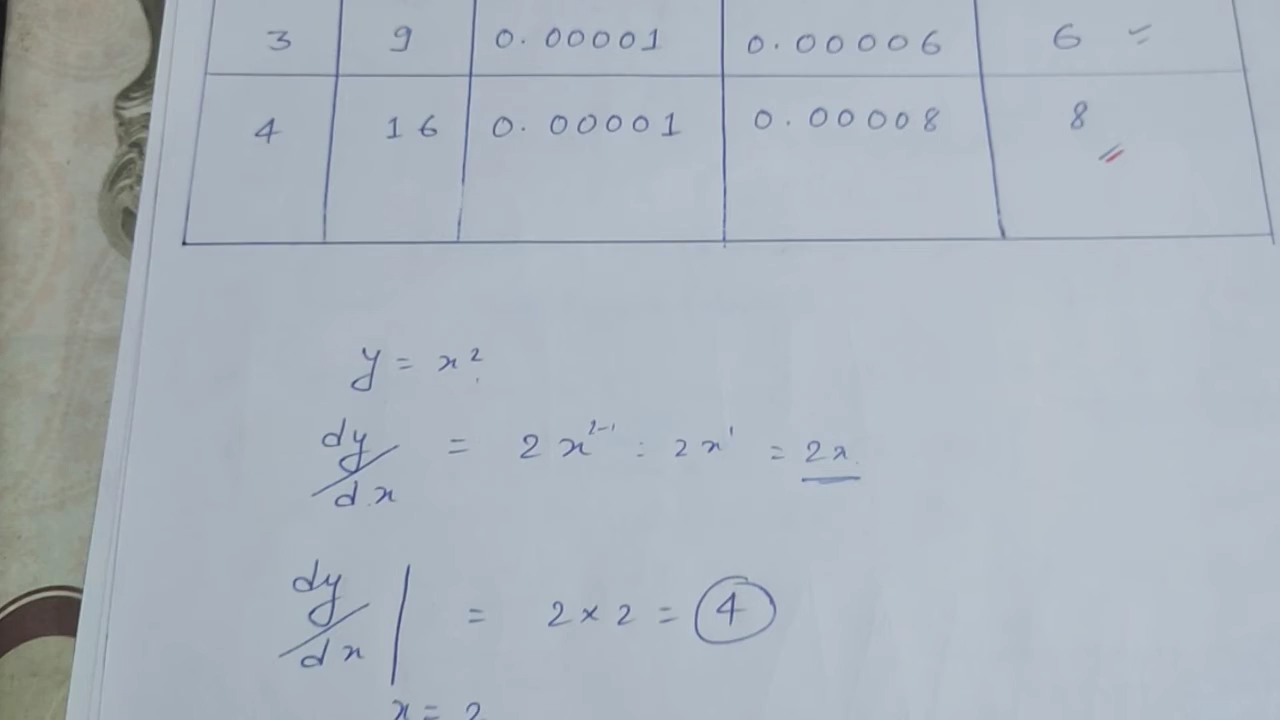 3 9 0.00001 0.00006 6
4 16 0.00001 0.00008 8
y = x²
dy/dx = 2x²⁻¹ = 2x¹ = 2x
dy/dx | x = 2 = 2 × 2 = 4